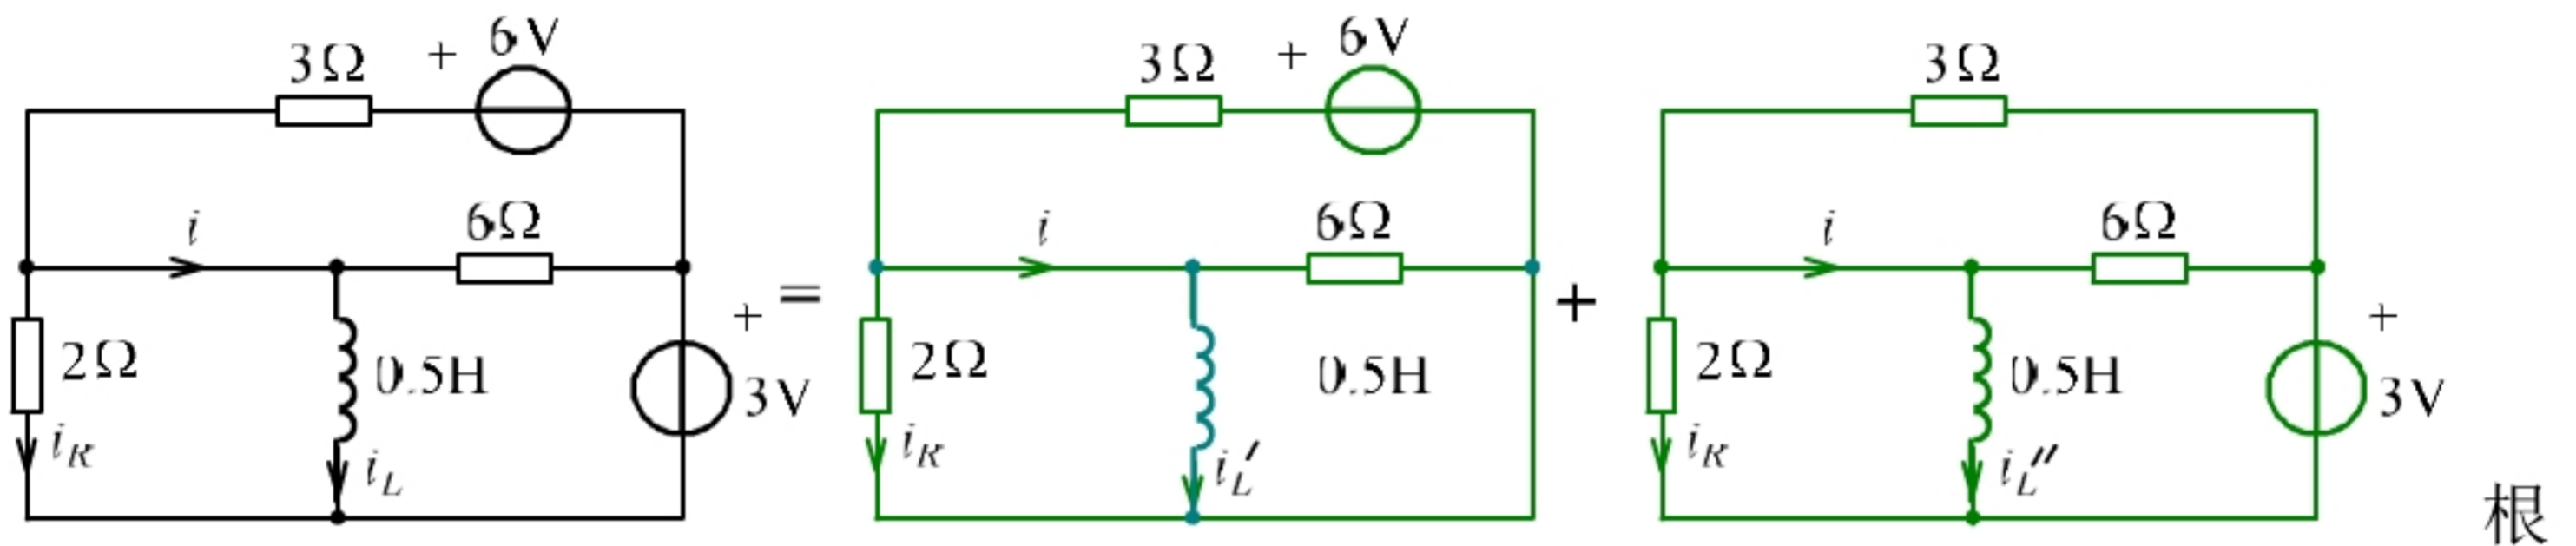 3Ω + 6V 3Ω + 6V 3Ω
i 6Ω i 6Ω i 6Ω
2Ω 0.5H + 3V = 2Ω 0.5H + 2Ω 0.5H + 3V
i_R i_L i_R i_L′ i_R i_L″ 根